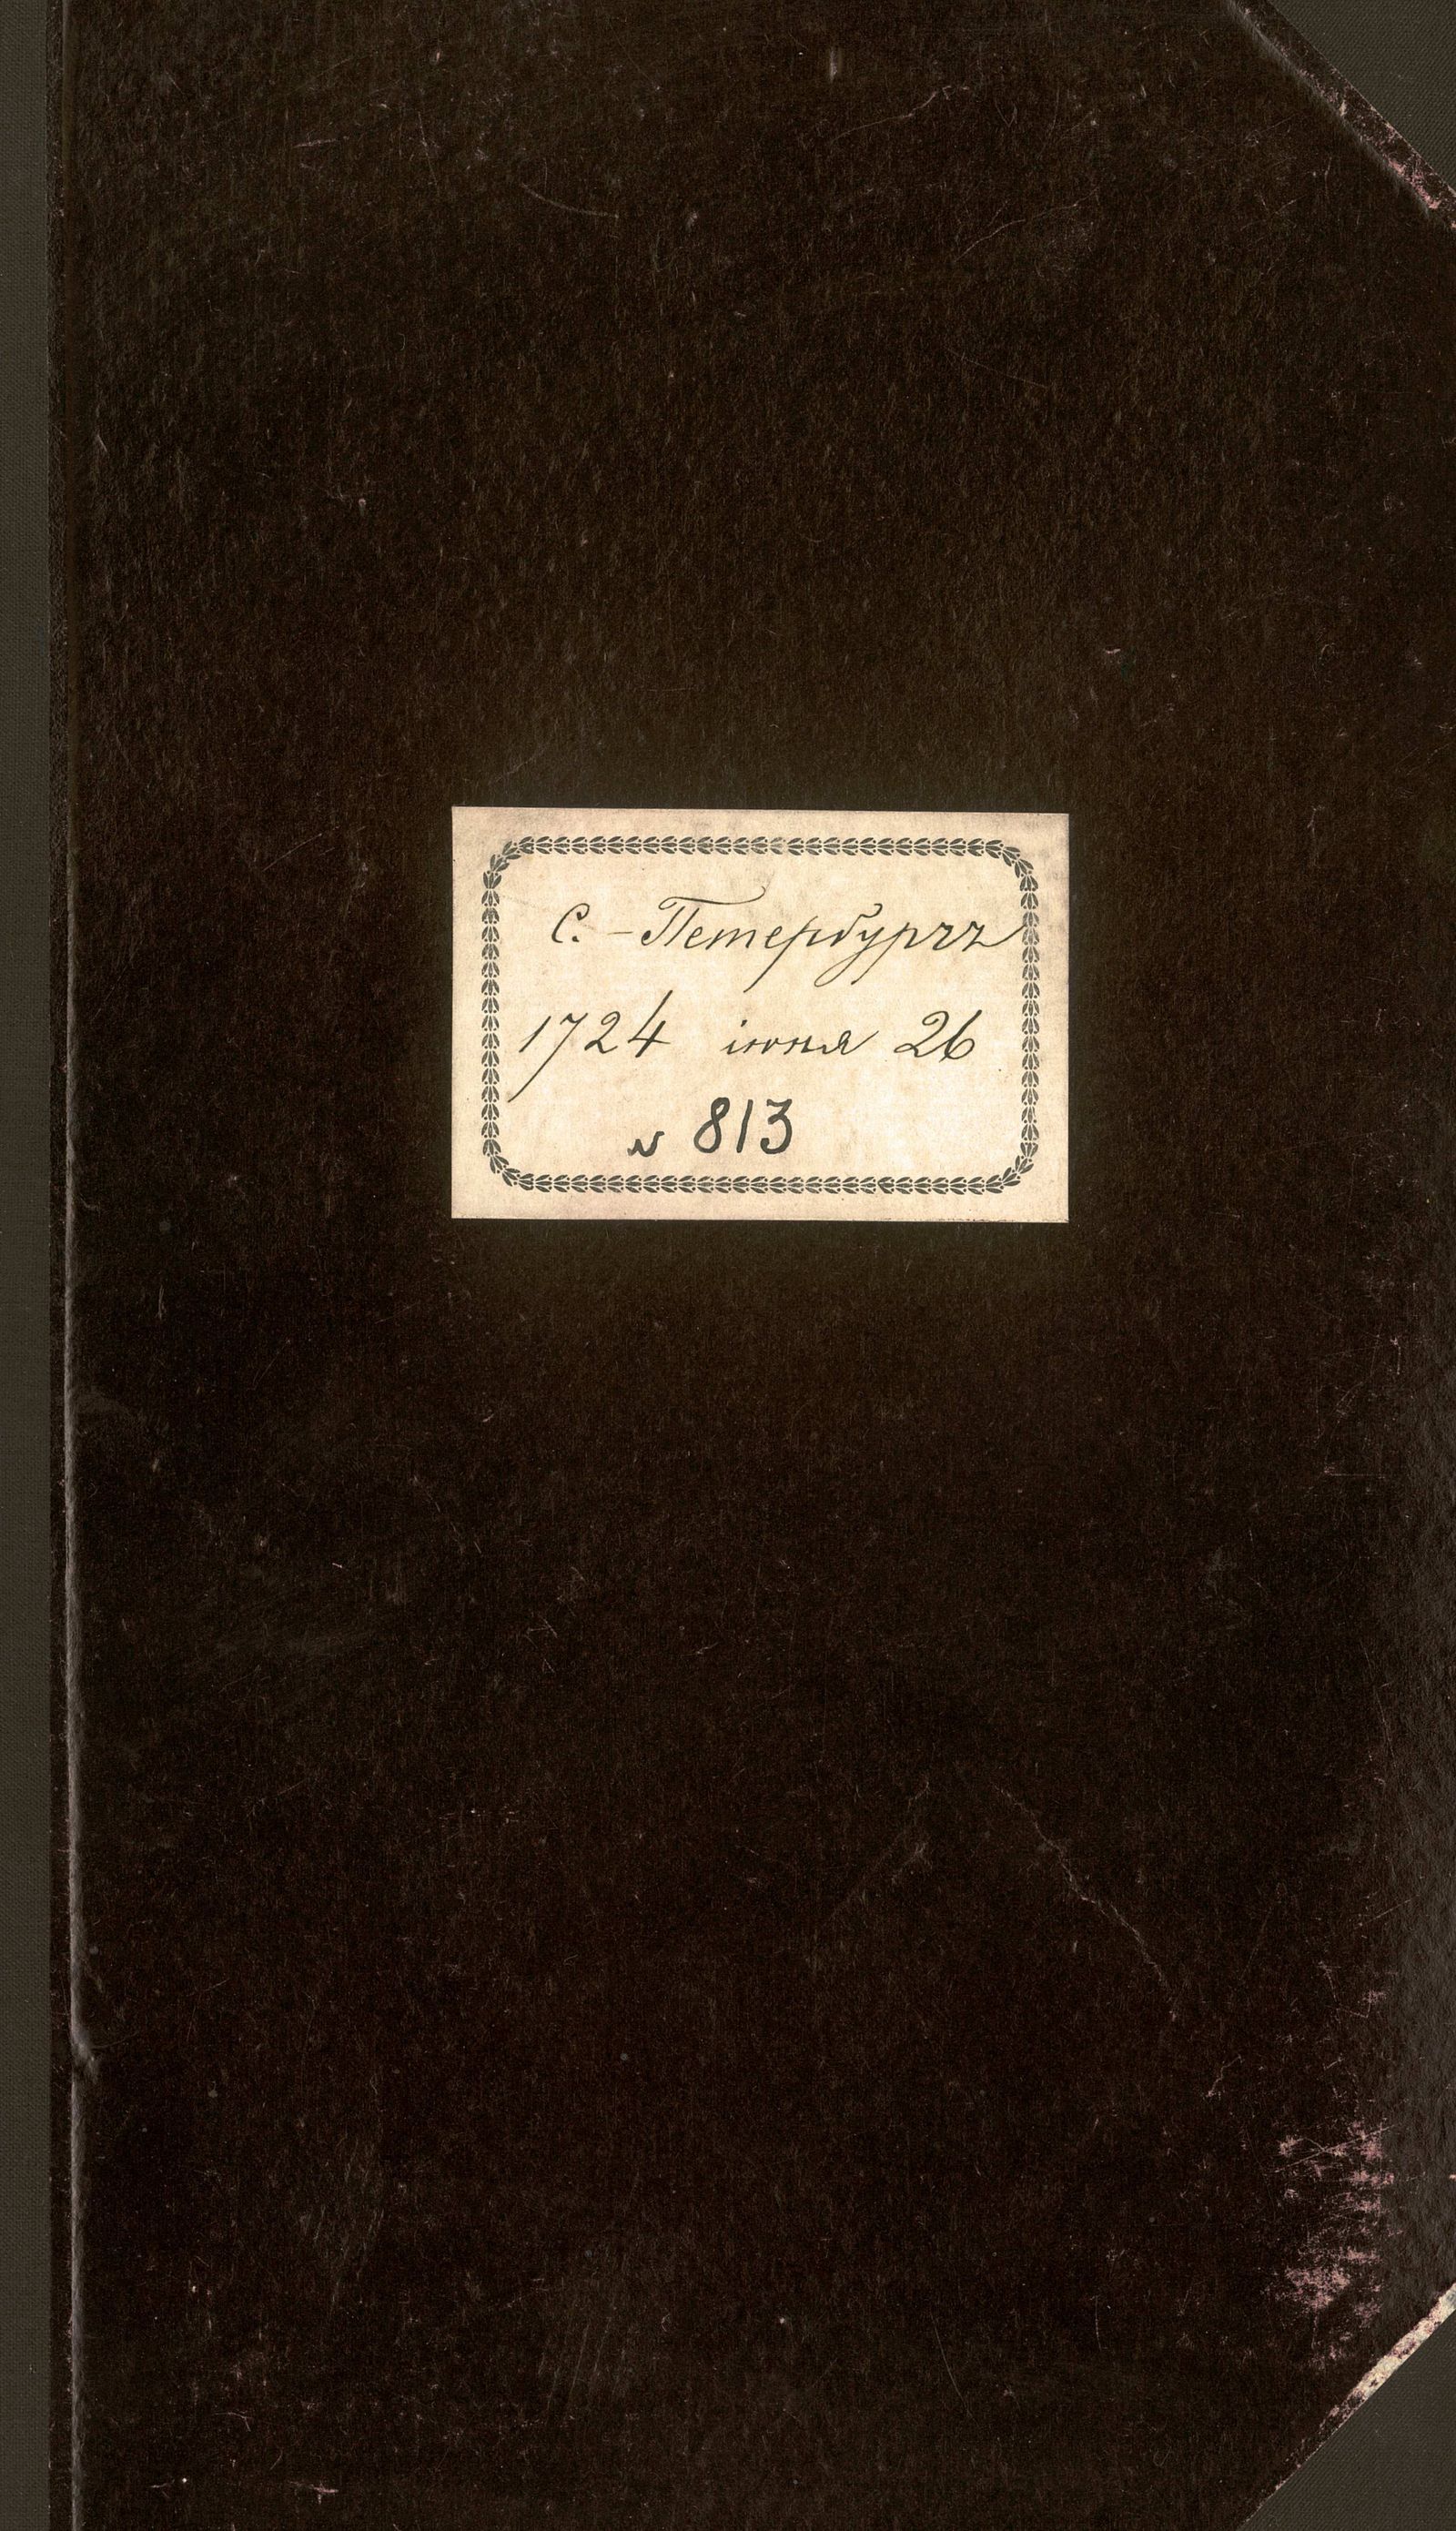 С.-Петербургъ
1724 іюня 26
№ 813